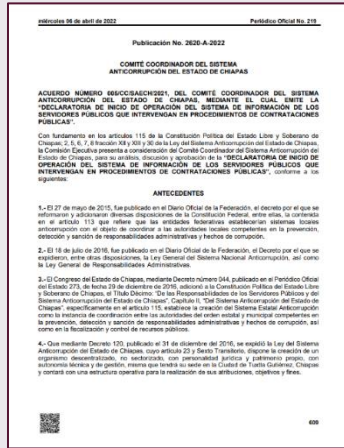 miércoles 06 de abril de 2022 Periódico Oficial No. 219
Publicación No. 2620-A-2022
COMITÉ COORDINADOR DEL SISTEMA
ANTICORRUPCIÓN DEL ESTADO DE CHIAPAS
ACUERDO NÚMERO 005/CC/SAECH/2021, DEL COMITÉ COORDINADOR DEL SISTEMA
ANTICORRUPCIÓN DEL ESTADO DE CHIAPAS, MEDIANTE EL CUAL EMITE LA
"DECLARATORIA DE INICIO DE OPERACIÓN DEL SISTEMA DE INFORMACIÓN DE LOS
SERVIDORES PÚBLICOS QUE INTERVENGAN EN PROCEDIMIENTOS DE CONTRATACIONES
PÚBLICAS".
Con fundamento en los artículos 115 de la Constitución Política del Estado Libre y Soberano de
Chiapas; 2, 5, 6, 7, 8 fracción XII y XIII y 30 de la Ley del Sistema Anticorrupción del Estado de Chiapas,
la Comisión Ejecutiva presenta a consideración del Comité Coordinador del Sistema Anticorrupción del
Estado de Chiapas, para su análisis, discusión y aprobación de la "DECLARATORIA DE INICIO DE
OPERACIÓN DEL SISTEMA DE INFORMACIÓN DE LOS SERVIDORES PÚBLICOS QUE
INTERVENGAN EN PROCEDIMIENTOS DE CONTRATACIONES PÚBLICAS", conforme a los
siguientes:
ANTECEDENTES
1.- El 27 de mayo de 2015, fue publicado en el Diario Oficial de la Federación, el decreto por el que se
reformaron y adicionaron diversas disposiciones de la Constitución Federal, entre ellas, la contenida
en el artículo 113 que refiere que las entidades federativas establecerían sistemas locales
anticorrupción con el objeto de coordinar a las autoridades locales competentes en la prevención,
detección y sanción de responsabilidades administrativas y hechos de corrupción.
2.- El 18 de julio de 2016, fue publicado en el Diario Oficial de la Federación, el Decreto por el que se
expidieron, entre otras disposiciones, la Ley General del Sistema Nacional Anticorrupción, así como
la Ley General de Responsabilidades Administrativas.
3.- El Congreso del Estado de Chiapas, mediante Decreto número 044, publicado en el Periódico Oficial
del Estado 273, de fecha 29 de diciembre de 2016, adicionó a la Constitución Política del Estado Libre
y Soberano de Chiapas, el Título Décimo: "De las Responsabilidades de los Servidores Públicos y del
Sistema Anticorrupción del Estado de Chiapas", Capítulo II, "Del Sistema Anticorrupción del Estado de
Chiapas", específicamente en el artículo 115, establece la creación del Sistema Estatal Anticorrupción
como la instancia de coordinación entre las autoridades del orden estatal y municipal competentes en
la prevención, detección y sanción de responsabilidades administrativas y hechos de corrupción, así
como en la fiscalización y control de recursos públicos.
4.- Que mediante Decreto 120, publicado el 31 de diciembre de 2016, se expidió la Ley del Sistema
Anticorrupción del Estado de Chiapas, cuyo artículo 23 y Sexto Transitorio, dispone la creación de un
organismo descentralizado, no sectorizado, con personalidad jurídica y patrimonio propio, con
autonomía técnica y de gestión, misma que tendrá su sede en la Ciudad de Tuxtla Gutiérrez, Chiapas
y contará con una estructura operativa para la realización de sus atribuciones, objetivos y fines.
609